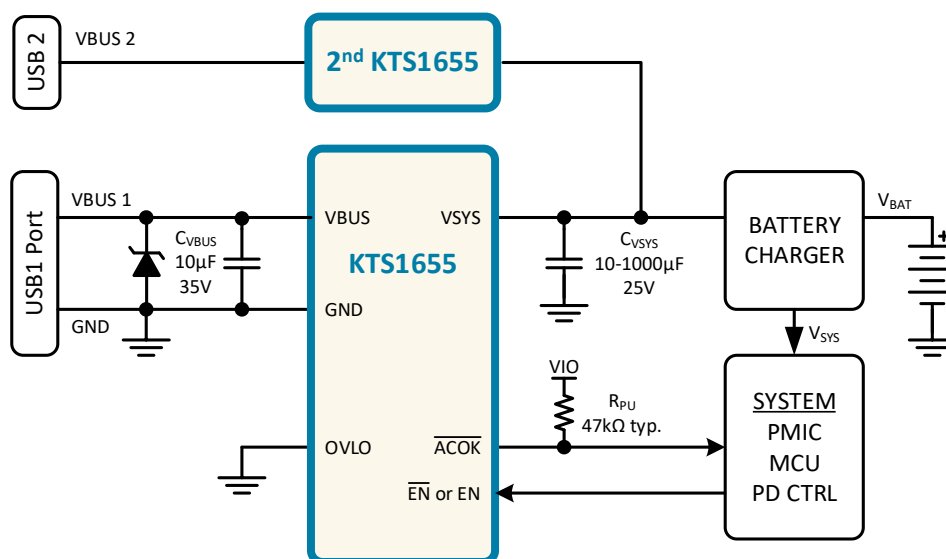 USB 2
VBUS 2
2nd KTS1655
USB1 Port
VBUS 1
GND
CVBUS
10µF
35V
VBUS
GND
OVLO
KTS1655
VSYS
ACOK
EN or EN
CVSYS
10-1000µF
25V
VIO
RPU
47kΩ typ.
BATTERY
CHARGER
VBAT
+
VSYS
SYSTEM
PMIC
MCU
PD CTRL